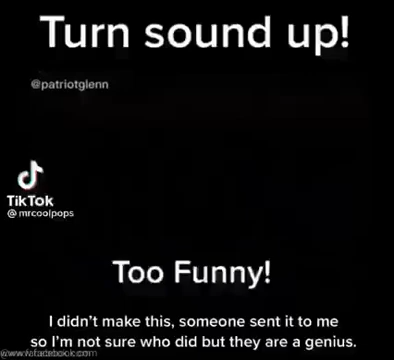 Turn sound up!
@patriotglenn
TikTok
@mrcoolpops
Too Funny!
I didn't make this, someone sent it to me
so I'm not sure who did but they are a genius.